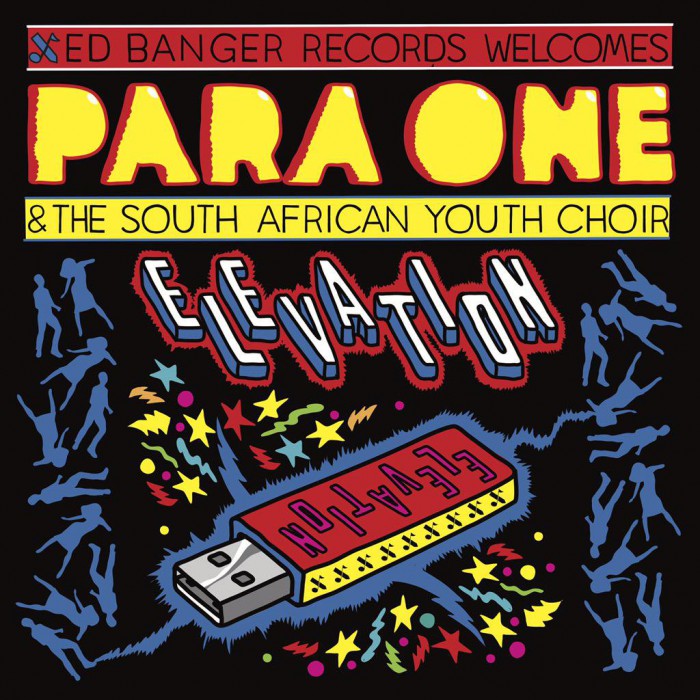 ED BANGER RECORDS WELCOMES
PARA ONE
& THE SOUTH AFRICAN YOUTH CHOIR
ELEVATION
ELEVATION